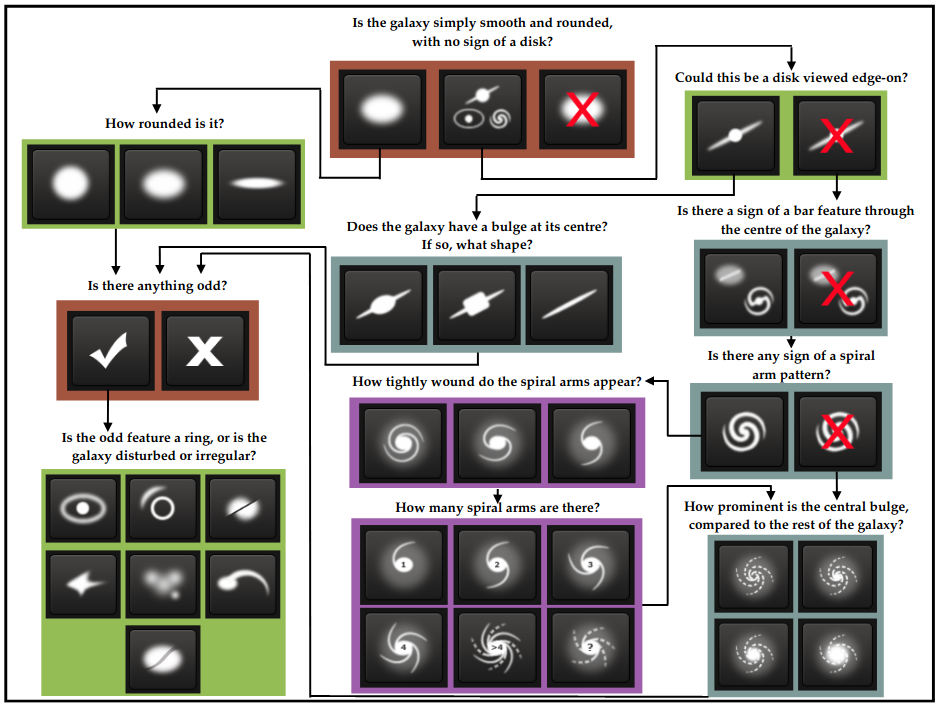 Is the galaxy simply smooth and rounded,
with no sign of a disk?
Could this be a disk viewed edge-on?
How rounded is it?
Is there a sign of a bar feature through
the centre of the galaxy?
Does the galaxy have a bulge at its centre?
If so, what shape?
Is there anything odd?
Is there any sign of a spiral
arm pattern?
How tightly wound do the spiral arms appear?
Is the odd feature a ring, or is the
galaxy disturbed or irregular?
How many spiral arms are there?
1
2
3
4
>4
?
How prominent is the central bulge,
compared to the rest of the galaxy?